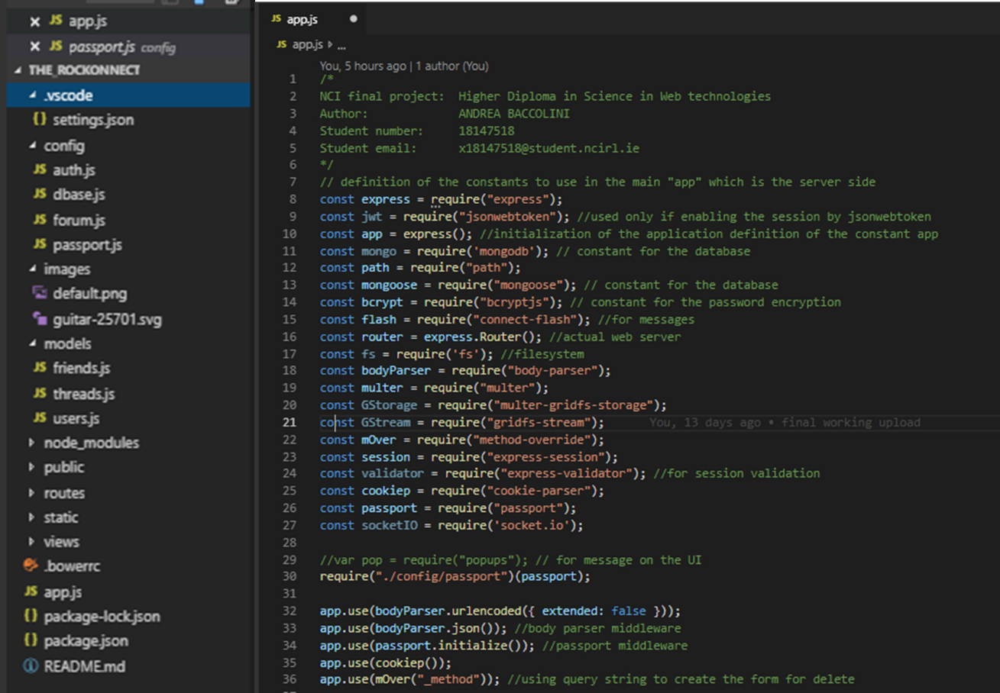 JS app.js
JS passport.js config
THE_ROCKONNECT
.vscode
{} settings.json
config
JS auth.js
JS dbase.js
JS forum.js
JS passport.js
images
default.png
guitar-25701.svg
models
JS friends.js
JS threads.js
JS users.js
node_modules
public
routes
static
views
.bowerrc
JS app.js
{} package-lock.json
{} package.json
README.md
JS app.js
JS app.js ...
You, 5 hours ago | 1 author (You)
1 /*
2 NCI final project: Higher Diploma in Science in Web technologies
3 Author: ANDREA BACCOLINI
4 Student number: 18147518
5 Student email: x18147518@student.ncirl.ie
6 */
7 // definition of the constants to use in the main "app" which is the server side
8 const express = require("express");
9 const jwt = require("jsonwebtoken"); //used only if enabling the session by jsonwebtoken
10 const app = express(); //initialization of the application definition of the constant app
11 const mongo = require('mongodb'); // constant for the database
12 const path = require("path");
13 const mongoose = require("mongoose"); // constant for the database
14 const bcrypt = require("bcryptjs"); // constant for the password encryption
15 const flash = require("connect-flash"); //for messages
16 const router = express.Router(); //actual web server
17 const fs = require('fs'); //filesystem
18 const bodyParser = require("body-parser");
19 const multer = require("multer");
20 const GStorage = require("multer-gridfs-storage");
21 const GStream = require("gridfs-stream"); You, 13 days ago • final working upload
22 const mOver = require("method-override");
23 const session = require("express-session");
24 const validator = require("express-validator"); //for session validation
25 const cookiep = require("cookie-parser");
26 const passport = require("passport");
27 const socketIO = require('socket.io');
28
29 //var pop = require("popups"); // for message on the UI
30 require("./config/passport")(passport);
31
32 app.use(bodyParser.urlencoded({ extended: false }));
33 app.use(bodyParser.json()); //body parser middleware
34 app.use(passport.initialize()); //passport middleware
35 app.use(cookiep());
36 app.use(mOver("_method")); //using query string to create the form for delete